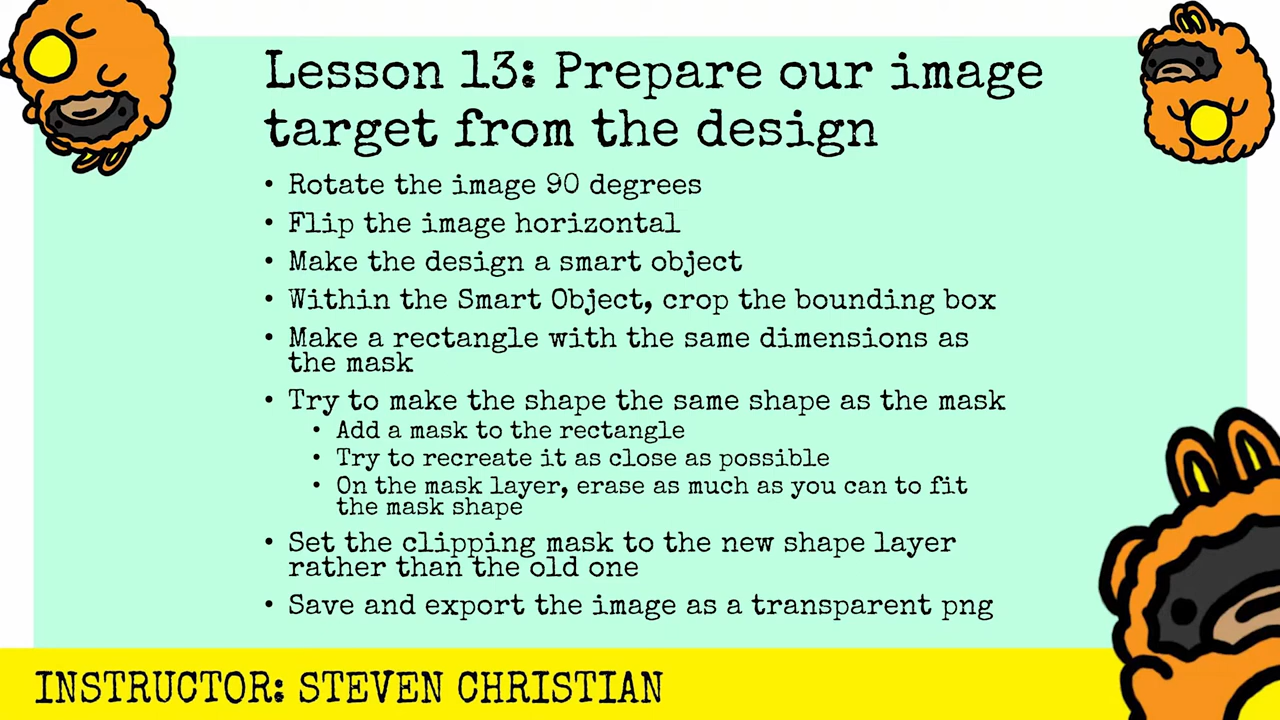 Lesson 13: Prepare our image
target from the design
• Rotate the image 90 degrees
• Flip the image horizontal
• Make the design a smart object
• Within the Smart Object, crop the bounding box
• Make a rectangle with the same dimensions as
the mask
• Try to make the shape the same shape as the mask
• Add a mask to the rectangle
• Try to recreate it as close as possible
• On the mask layer, erase as much as you can to fit
the mask shape
• Set the clipping mask to the new shape layer
rather than the old one
• Save and export the image as a transparent png
INSTRUCTOR: STEVEN CHRISTIAN